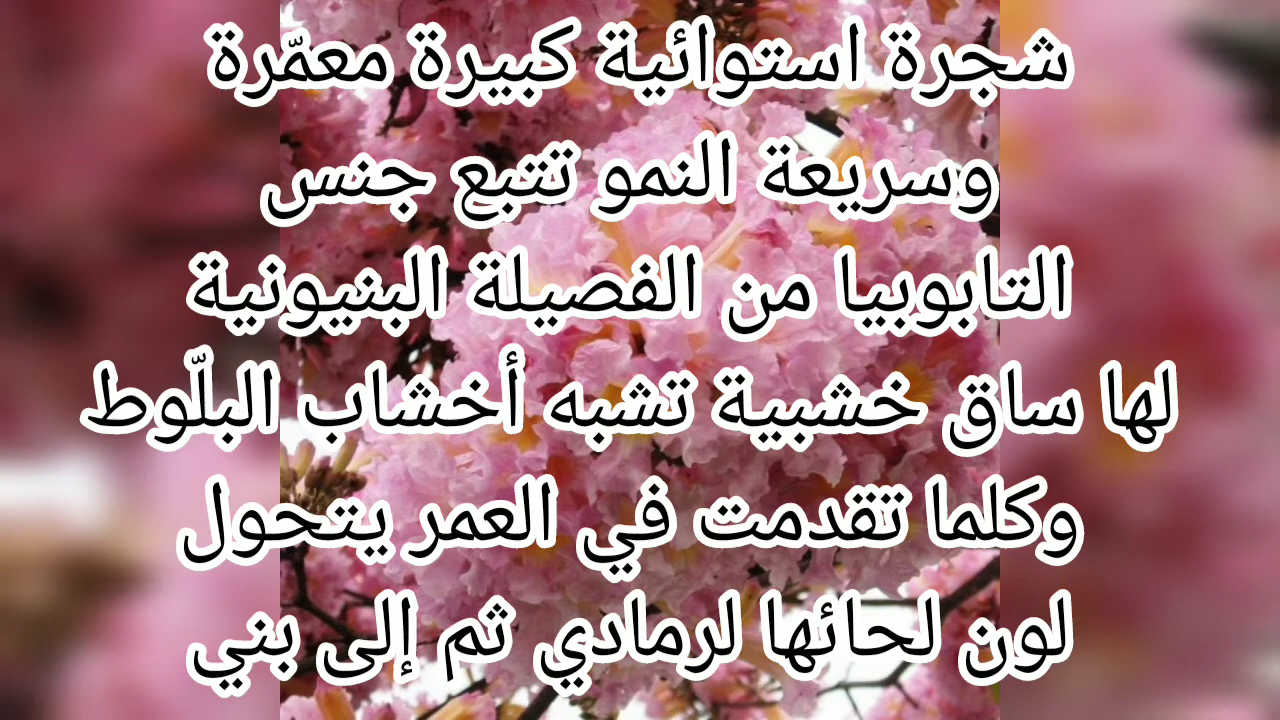 شجرة استوائية كبيرة معمّرة
وسريعة النمو تتبع جنس
التابوبيا من الفصيلة البنيونية
لها ساق خشبية تشبه أخشاب البلّوط
وكلما تقدمت في العمر يتحول
لون لحائها لرمادي ثم إلى بني